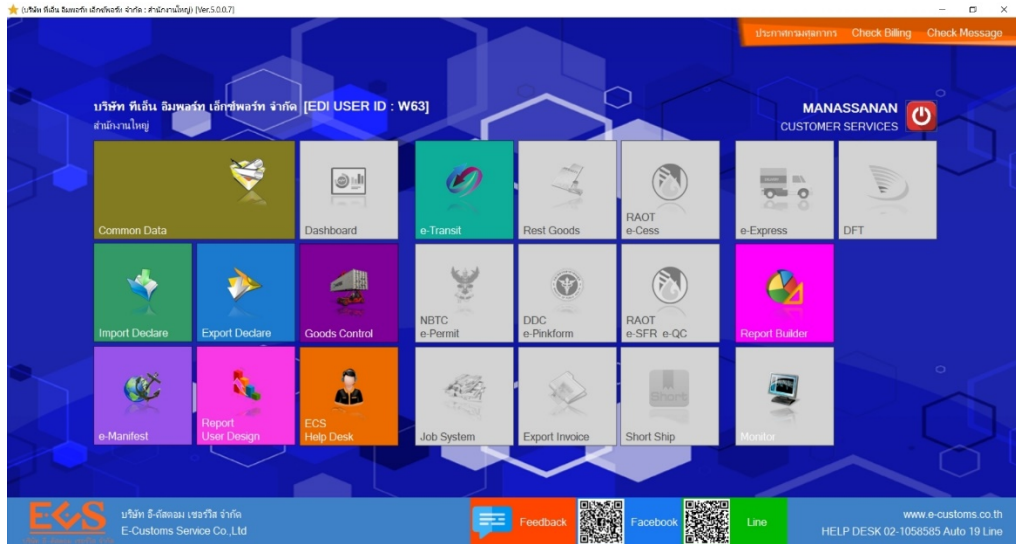 (บริษัท ทีเอ็น อิมพอร์ท เอ็กซ์พอร์ท จำกัด : สำนักงานใหญ่) [Ver.5.0.0.7]
ประกาศกรมศุลกากร Check Billing Check Message
บริษัท ทีเอ็น อิมพอร์ท เอ็กซ์พอร์ท จำกัด [EDI USER ID : W63]
สำนักงานใหญ่
MANASSANAN
CUSTOMER SERVICES
Common Data
Dashboard
e-Transit
Rest Goods
RAOT
e-Cess
e-Express
DFT
Import Declare
Export Declare
Goods Control
NBTC
e-Permit
DDC
e-Pinkform
RAOT
e-SFR e-QC
Report Builder
e-Manifest
Report
User Design
ECS
Help Desk
Job System
Export Invoice
Short
Short Ship
Monitor
ECS
บริษัท อี-คัสตอม เซอร์วิส จำกัด
E-Customs Service Co.,Ltd
Feedback
Facebook
Line
www.e-customs.co.th
HELP DESK 02-1058585 Auto 19 Line